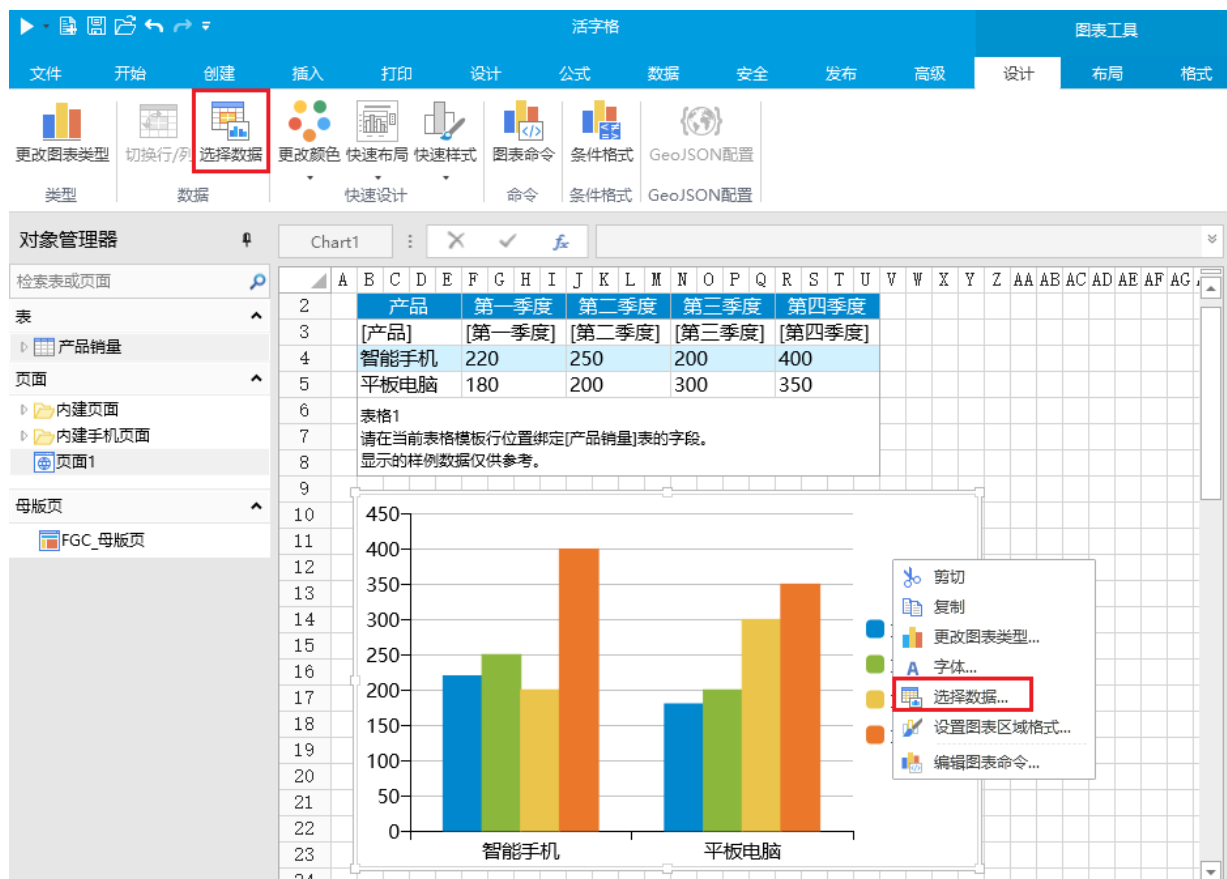 活字格
图表工具
文件 开始 创建 插入 打印 设计 公式 数据 安全 发布 高级 设计 布局 格式
更改图表类型 切换行/列 选择数据 更改颜色 快速布局 快速样式 图表命令 条件格式 GeoJSON配置
类型 数据 快速设计 命令 条件格式 GeoJSON配置
对象管理器
Chart1
fx
检索表或页面
A B C D E F G H I J K L M N O P Q R S T U V W X Y Z AA AB AC AD AE AF AG
表
产品销量
页面
内建页面
内建手机页面
页面1
母版页
FGC_母版页
2 产品 第一季度 第二季度 第三季度 第四季度
3 [产品] [第一季度] [第二季度] [第三季度] [第四季度]
4 智能手机 220 250 200 400
5 平板电脑 180 200 300 350
6 表格1
7 请在当前表格模板行位置绑定[产品销量]表的字段。
8 显示的样例数据仅供参考。
9
10
11
12
13
14
15
16
17
18
19
20
21
22
23
24
450
400
350
300
250
200
150
100
50
0
智能手机 平板电脑
剪切
复制
更改图表类型...
字体...
选择数据...
设置图表区域格式...
编辑图表命令...